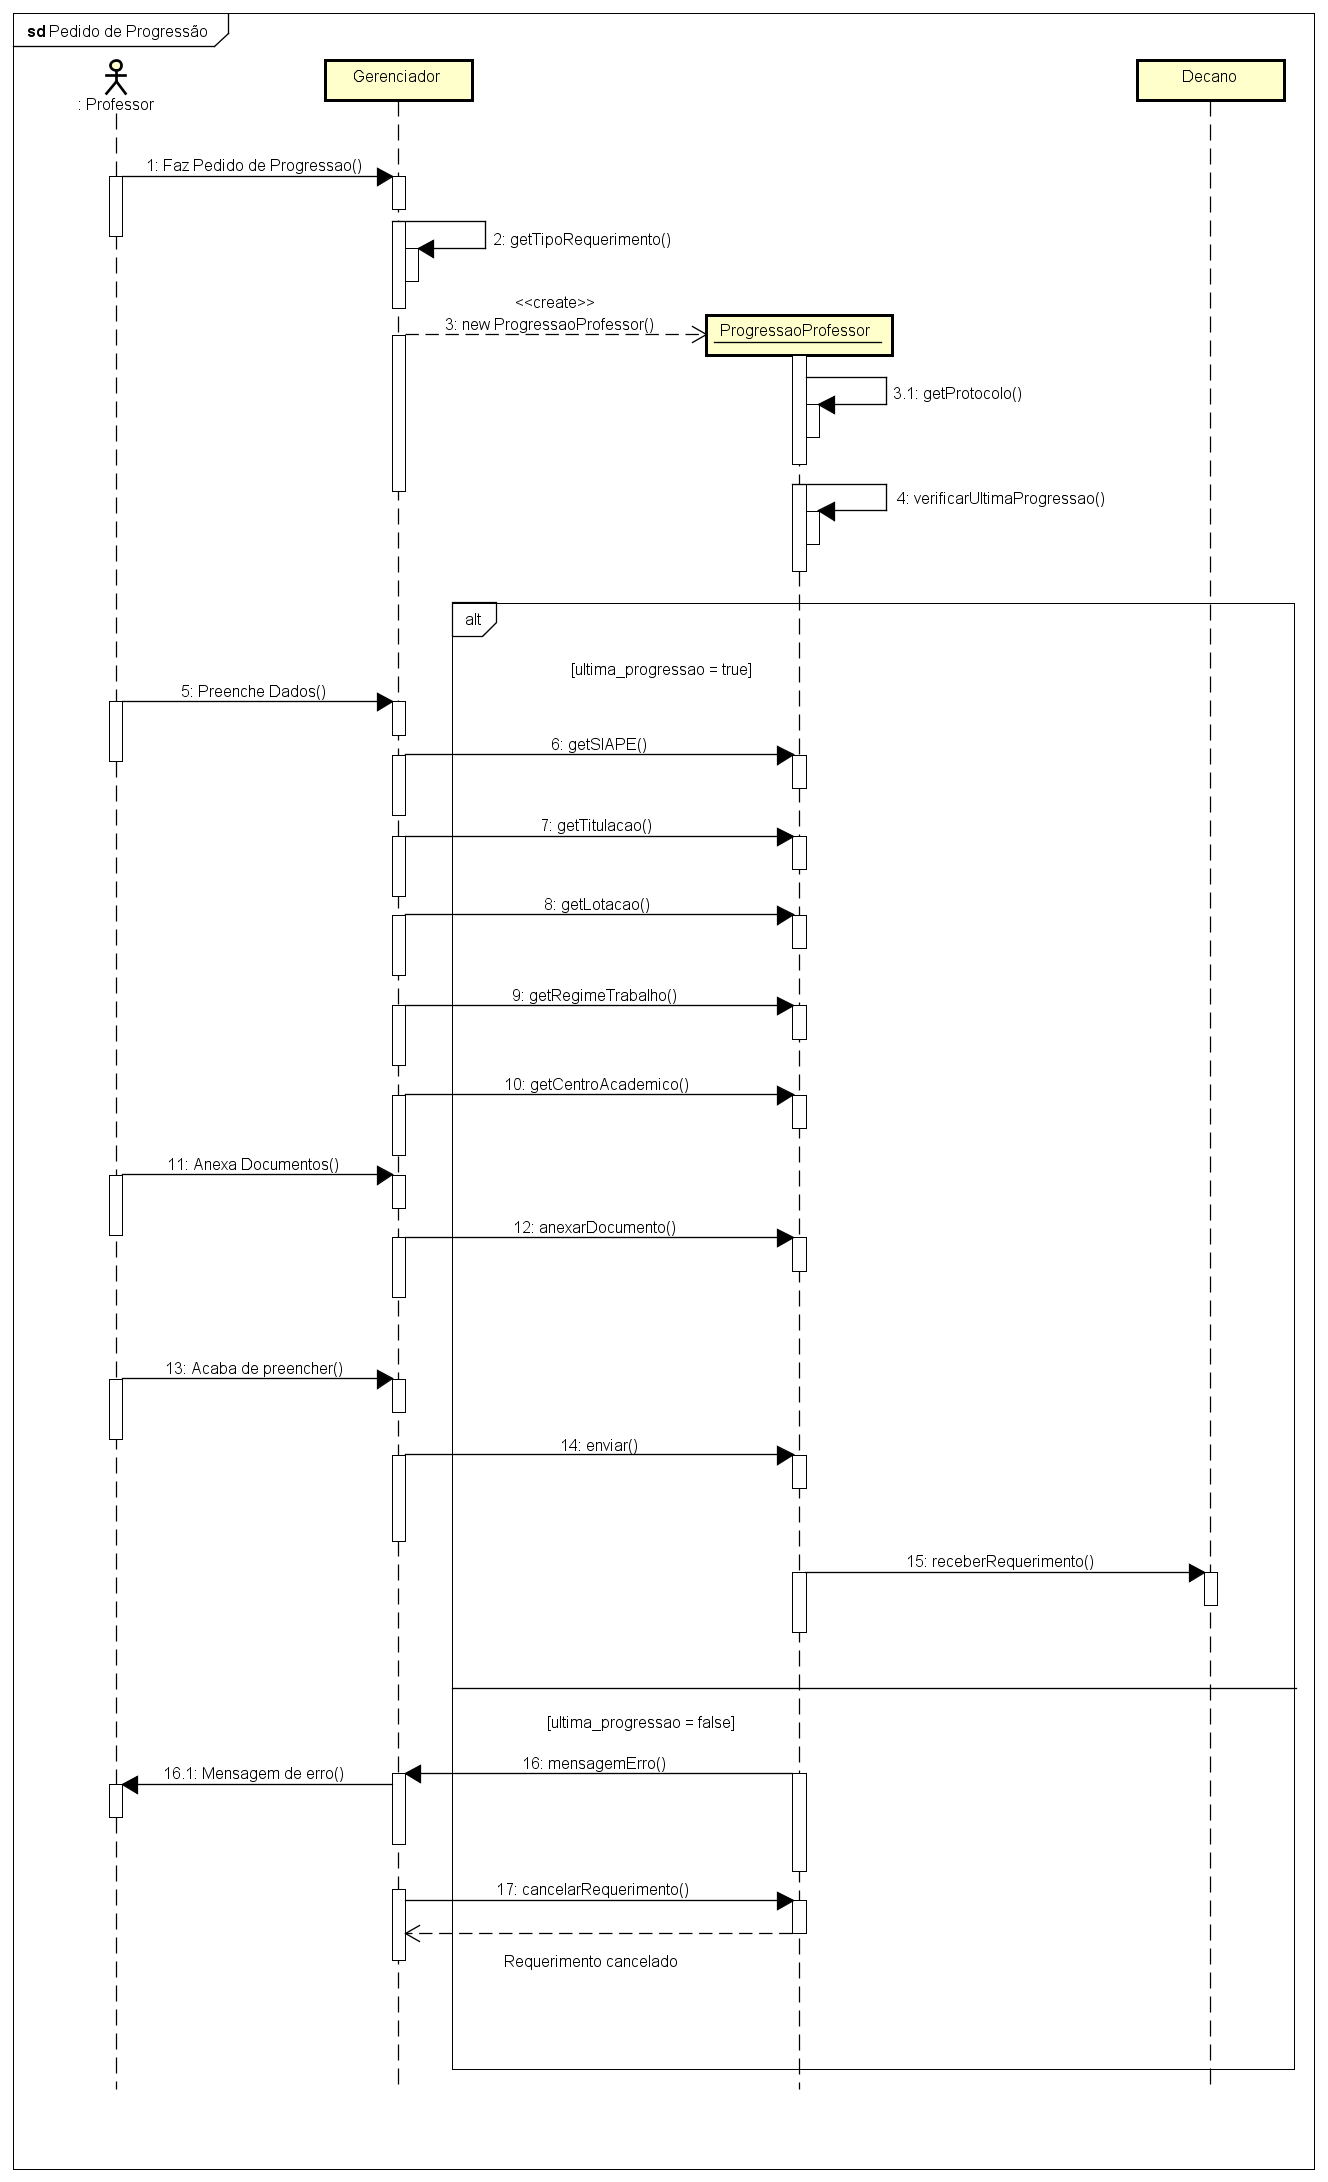 sd Pedido de Progressão
: Professor
Gerenciador
Decano
1: Faz Pedido de Progressao()
2: getTipoRequerimento()
<<create>>
3: new ProgressaoProfessor()
ProgressaoProfessor
3.1: getProtocolo()
4: verificarUltimaProgressao()
alt
[ultima_progressao = true]
5: Preenche Dados()
6: getSIAPE()
7: getTitulacao()
8: getLotacao()
9: getRegimeTrabalho()
10: getCentroAcademico()
11: Anexa Documentos()
12: anexarDocumento()
13: Acaba de preencher()
14: enviar()
15: receberRequerimento()
[ultima_progressao = false]
16: mensagemErro()
16.1: Mensagem de erro()
17: cancelarRequerimento()
Requerimento cancelado